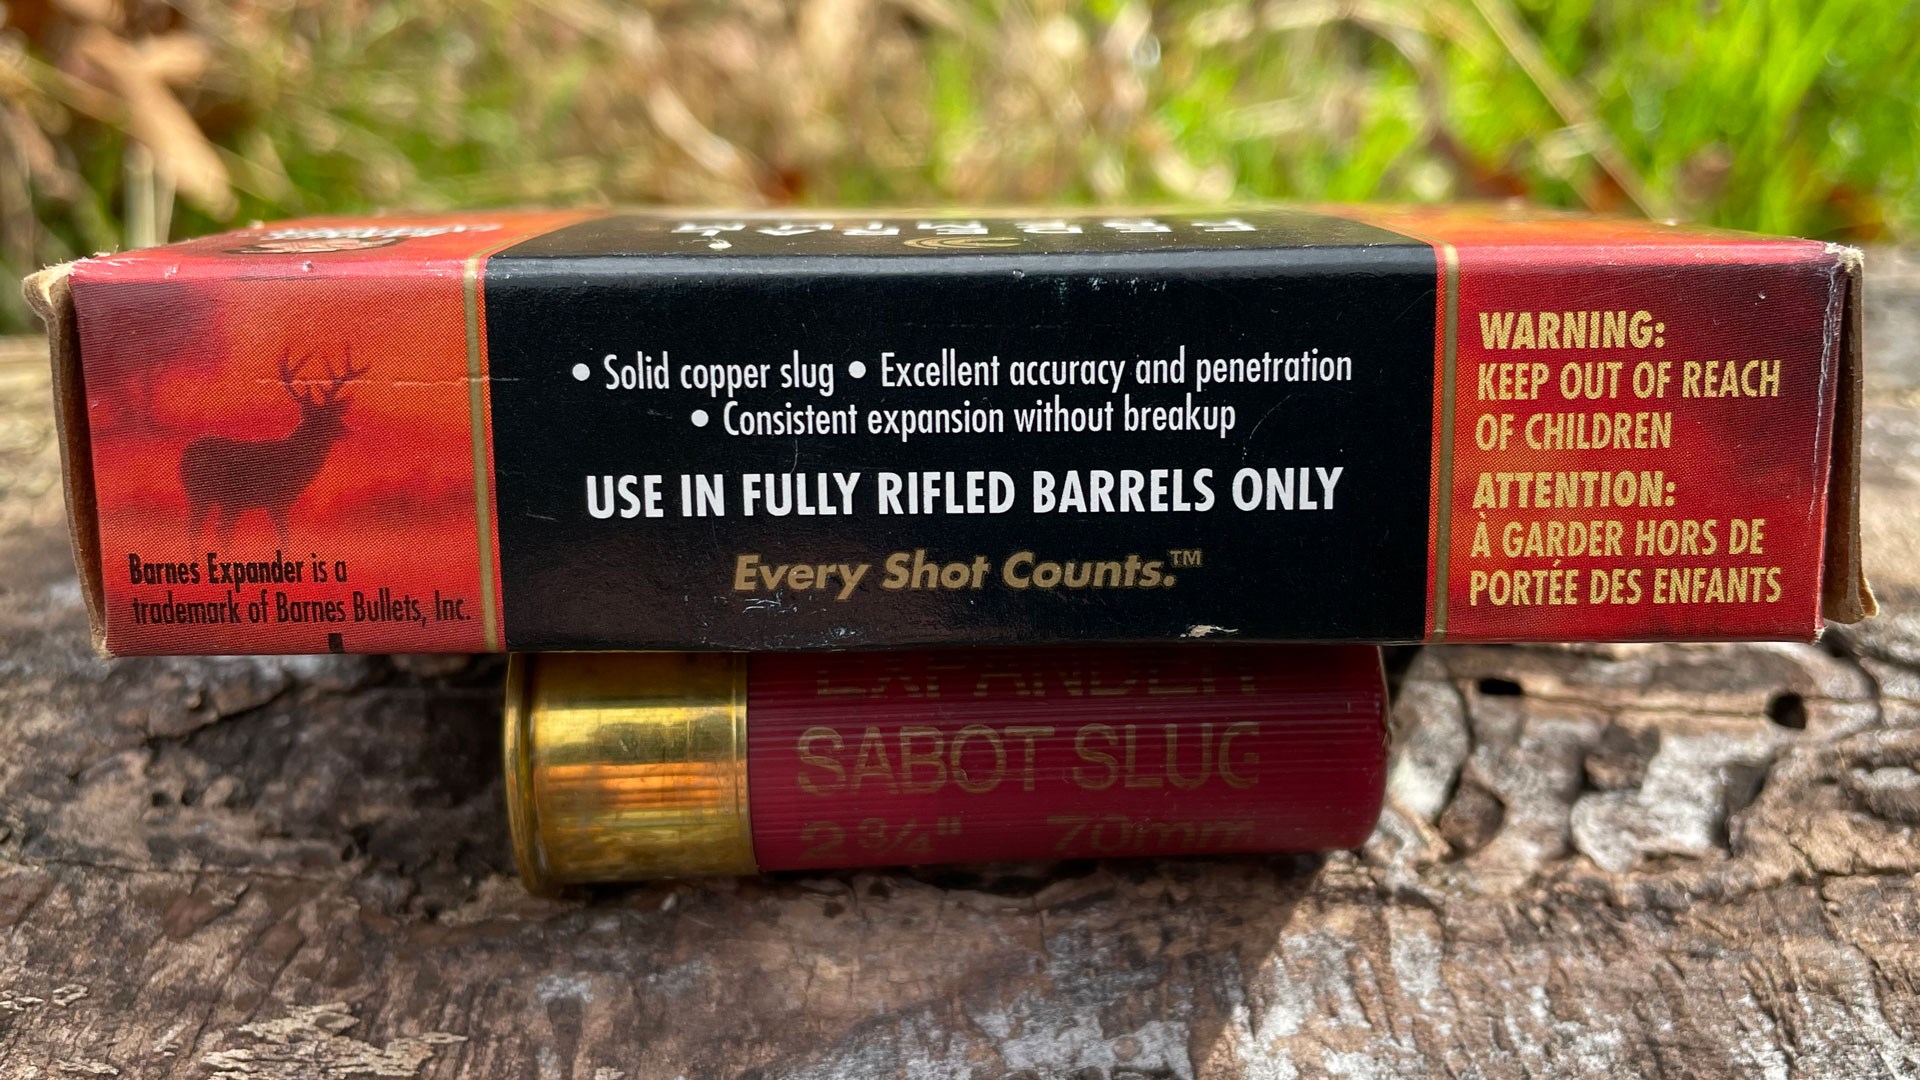 FEDERAL
• Solid copper slug • Excellent accuracy and penetration
• Consistent expansion without breakup
USE IN FULLY RIFLED BARRELS ONLY
Every Shot Counts.™
Barnes Expander is a
trademark of Barnes Bullets, Inc.
WARNING:
KEEP OUT OF REACH
OF CHILDREN
ATTENTION:
À GARDER HORS DE
PORTÉE DES ENFANTS
EXPANDER
SABOT SLUG
2 3/4" 70mm